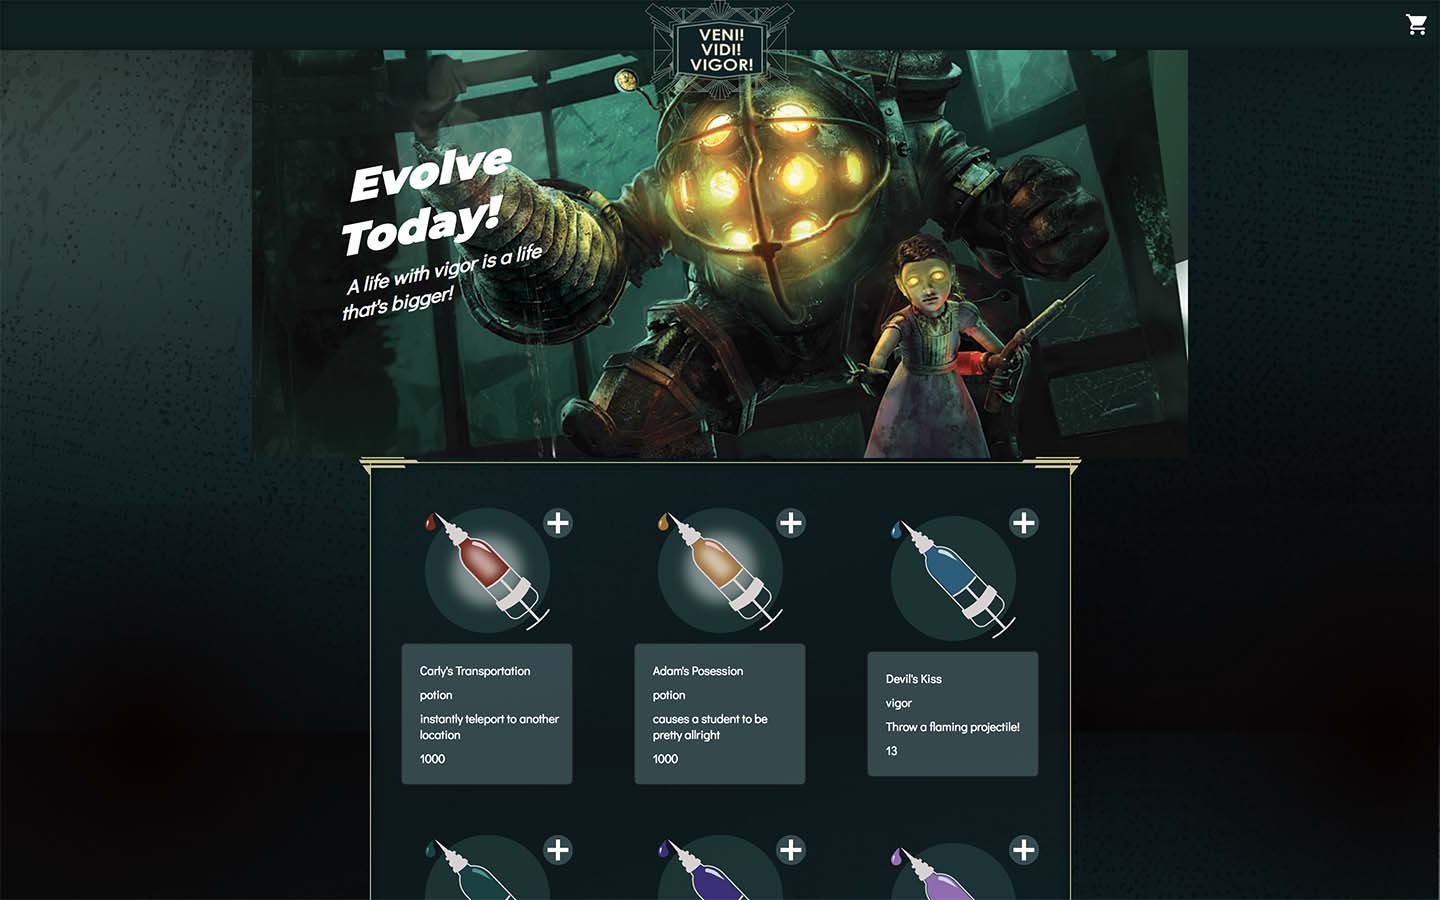 VENI!
VIDI!
VIGOR!
Evolve
Today!
A life with vigor is a life
that's bigger!
Carly's Transportation
potion
instantly teleport to another
location
1000
Adam's Posession
potion
causes a student to be
pretty allright
1000
Devil's Kiss
vigor
Throw a flaming projectile!
13